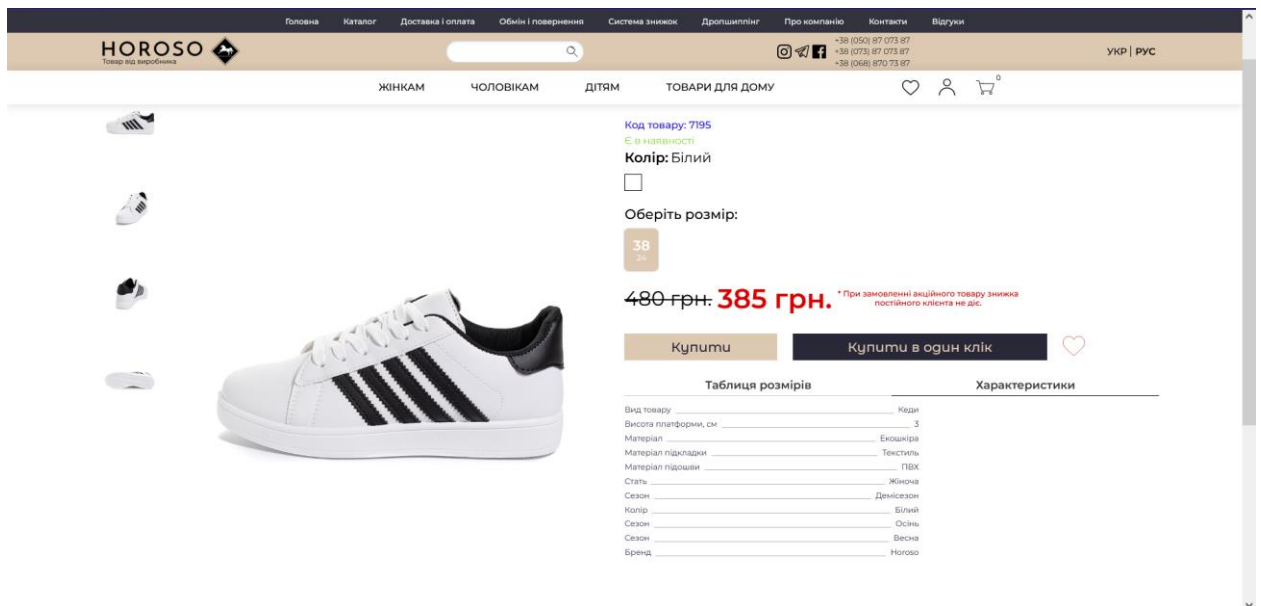 Головна Каталог Доставка і оплата Обмін і повернення Система знижок Дропшиппінг Про компанію Контакти Відгуки
HOROSO
Товар від виробника
+38 (050) 87 073 87
+38 (073) 87 073 87
+38 (068) 870 73 87
УКР | РУС
ЖІНКАМ ЧОЛОВІКАМ ДІТЯМ ТОВАРИ ДЛЯ ДОМУ
0
Код товару: 7195
Є в наявності
Колір: Білий
Оберіть розмір:
38
24
480 грн. 385 грн.
* При замовленні акційного товару знижка
постійного клієнта не діє.
Купити Купити в один клік
Таблиця розмірів Характеристики
Вид товару Кеди
Висота платформи, см 3
Матеріал Екошкіра
Матеріал підкладки Текстиль
Матеріал підошви ПВХ
Стать Жіноча
Сезон Демісезон
Колір Білий
Сезон Осінь
Сезон Весна
Бренд Horoso